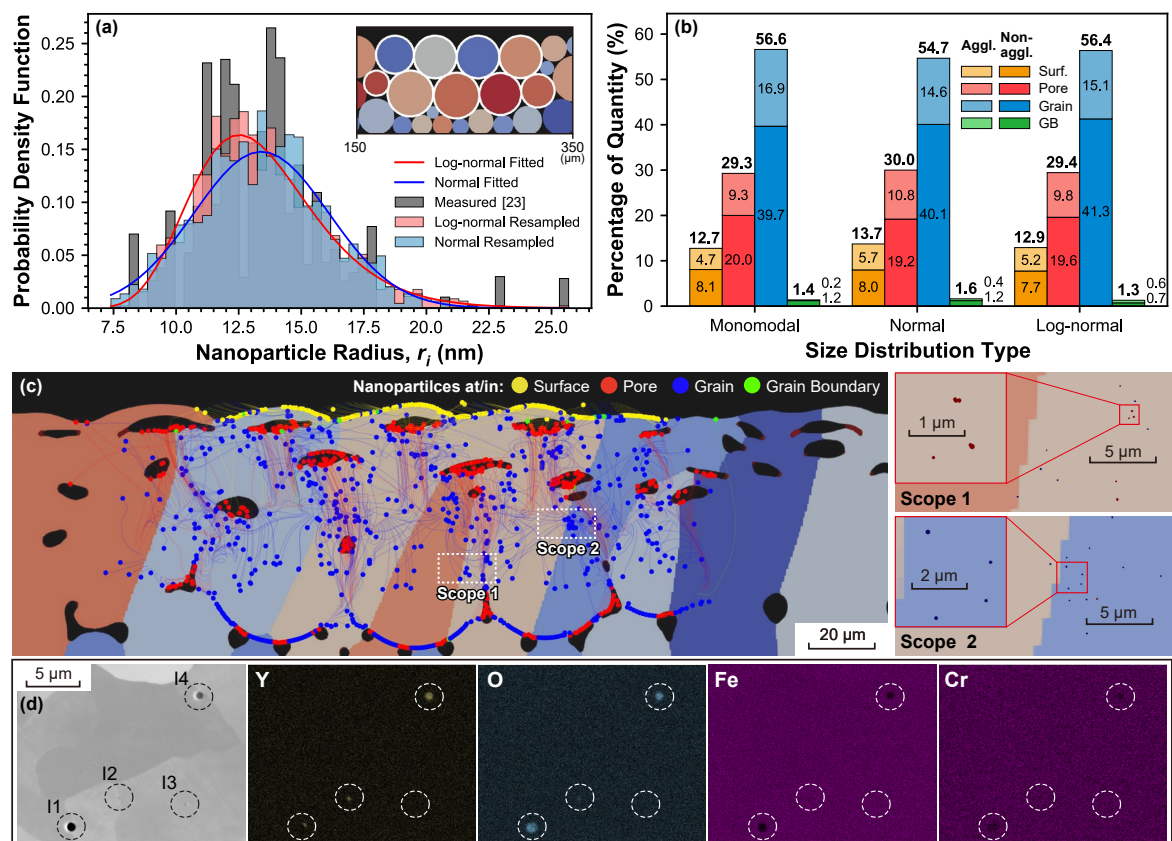 (a)
Probability Density Function
0.25
0.20
0.15
0.10
0.05
0.00
7.5 10.0 12.5 15.0 17.5 20.0 22.5 25.0
Nanoparticle Radius, r_i (nm)
150 350
(μm)
Log-normal Fitted
Normal Fitted
Measured [23]
Log-normal Resampled
Normal Resampled
(b)
Percentage of Quantity (%)
60
50
40
30
20
10
0
Aggl. Non-aggl.
Surf.
Pore
Grain
GB
12.7
4.7
8.1
29.3
9.3
20.0
56.6
16.9
39.7
1.4
0.2
1.2
13.7
5.7
8.0
30.0
10.8
19.2
54.7
14.6
40.1
1.6
0.4
1.2
12.9
5.2
7.7
29.4
9.8
19.6
56.4
15.1
41.3
1.3
0.6
0.7
Monomodal Normal Log-normal
Size Distribution Type
(c)
Nanopartilces at/in: Surface Pore Grain Grain Boundary
Scope 2
Scope 1
20 μm
1 μm
5 μm
Scope 1
2 μm
5 μm
Scope 2
5 μm
(d)
I4
I2
I3
I1
Y
O
Fe
Cr